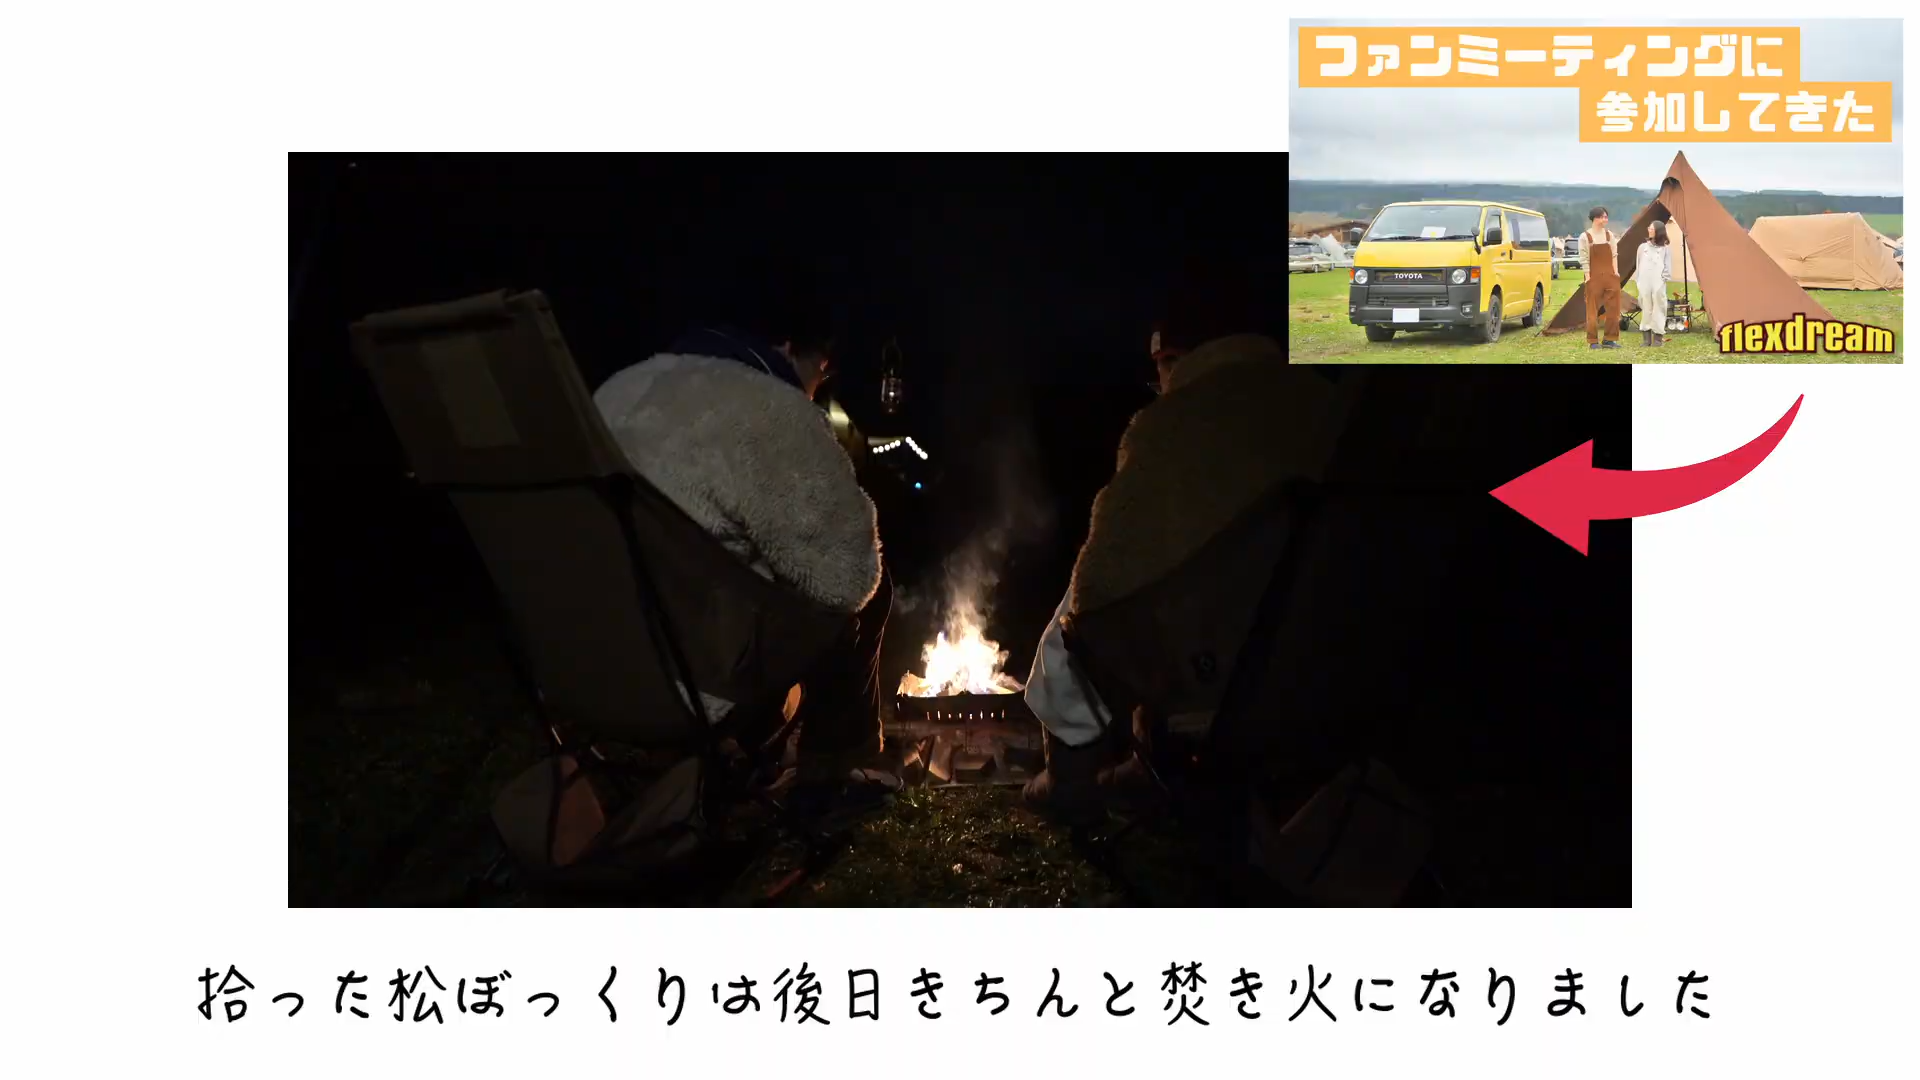 ファンミーティングに
参加してきた
TOYOTA
flexdream
拾った松ぼっくりは後日きちんと焚き火になりました